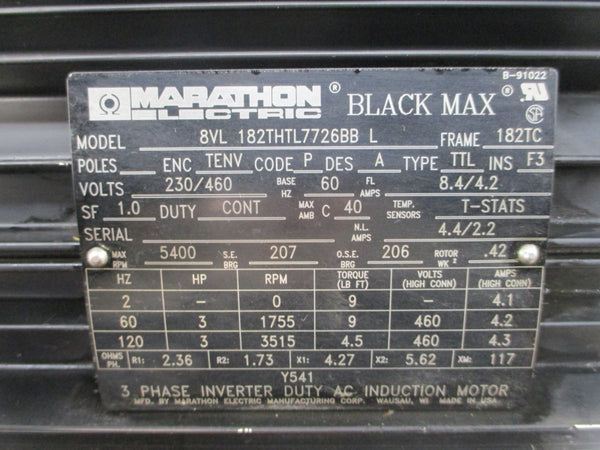 B-91022
MARATHON ® BLACK MAX ®
ELECTRIC
MODEL 8VL 182THTL7726BB L FRAME 182TC
POLES ENC TENV CODE P DES A TYPE TTL INS F3
VOLTS 230/460 BASE HZ 60 FL AMPS 8.4/4.2
SF 1.0 DUTY CONT MAX AMB C 40 TEMP. SENSORS T-STATS
SERIAL N.L. AMPS 4.4/2.2
MAX RPM 5400 S.E. BRG 207 O.S.E. BRG 206 ROTOR WK² .42
HZ HP RPM TORQUE (LB FT) VOLTS (HIGH CONN) AMPS (HIGH CONN)
2 – 0 9 – 4.1
60 3 1755 9 460 4.2
120 3 3515 4.5 460 4.3
OHMS PH. R1: 2.36 R2: 1.73 X1: 4.27 X2: 5.62 XM: 117
Y541
3 PHASE INVERTER DUTY AC INDUCTION MOTOR
MFD. BY MARATHON ELECTRIC MANUFACTURING CORP. WAUSAU, WI MADE IN USA